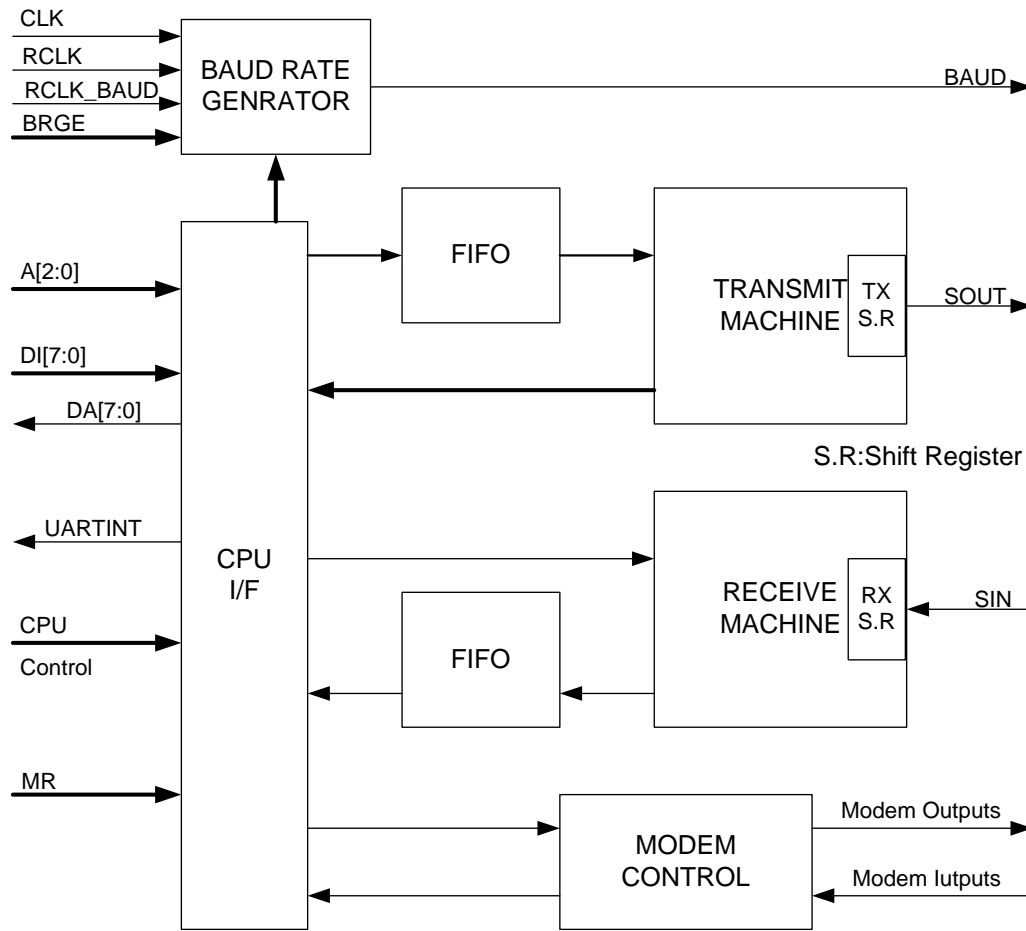 CLK
RCLK
RCLK_BAUD
BRGE
BAUD RATE
GENRATOR
BAUD
A[2:0]
DI[7:0]
DA[7:0]
UARTINT
CPU
Control
MR
CPU
I/F
FIFO
TRANSMIT
MACHINE
TX
S.R
SOUT
S.R:Shift Register
FIFO
RECEIVE
MACHINE
RX
S.R
SIN
MODEM
CONTROL
Modem Outputs
Modem Iutputs